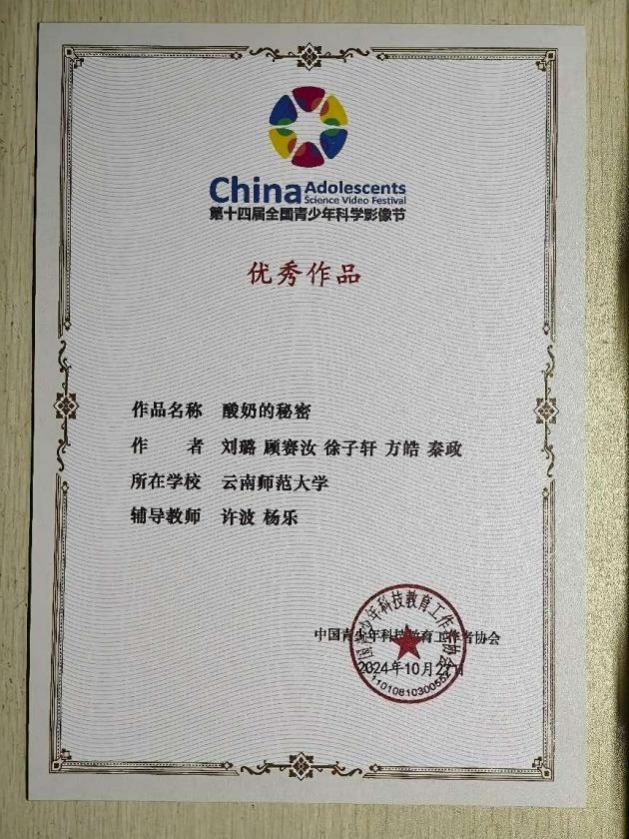 China Adolescents
Science Video Festival
第十四届全国青少年科学影像节
优秀作品
作品名称 酸奶的秘密
作 者 刘璐 顾赛汝 徐子轩 方皓 秦政
所在学校 云南师范大学
辅导教师 许波 杨乐
中国青少年科技教育工作者协会
2024年10月27日